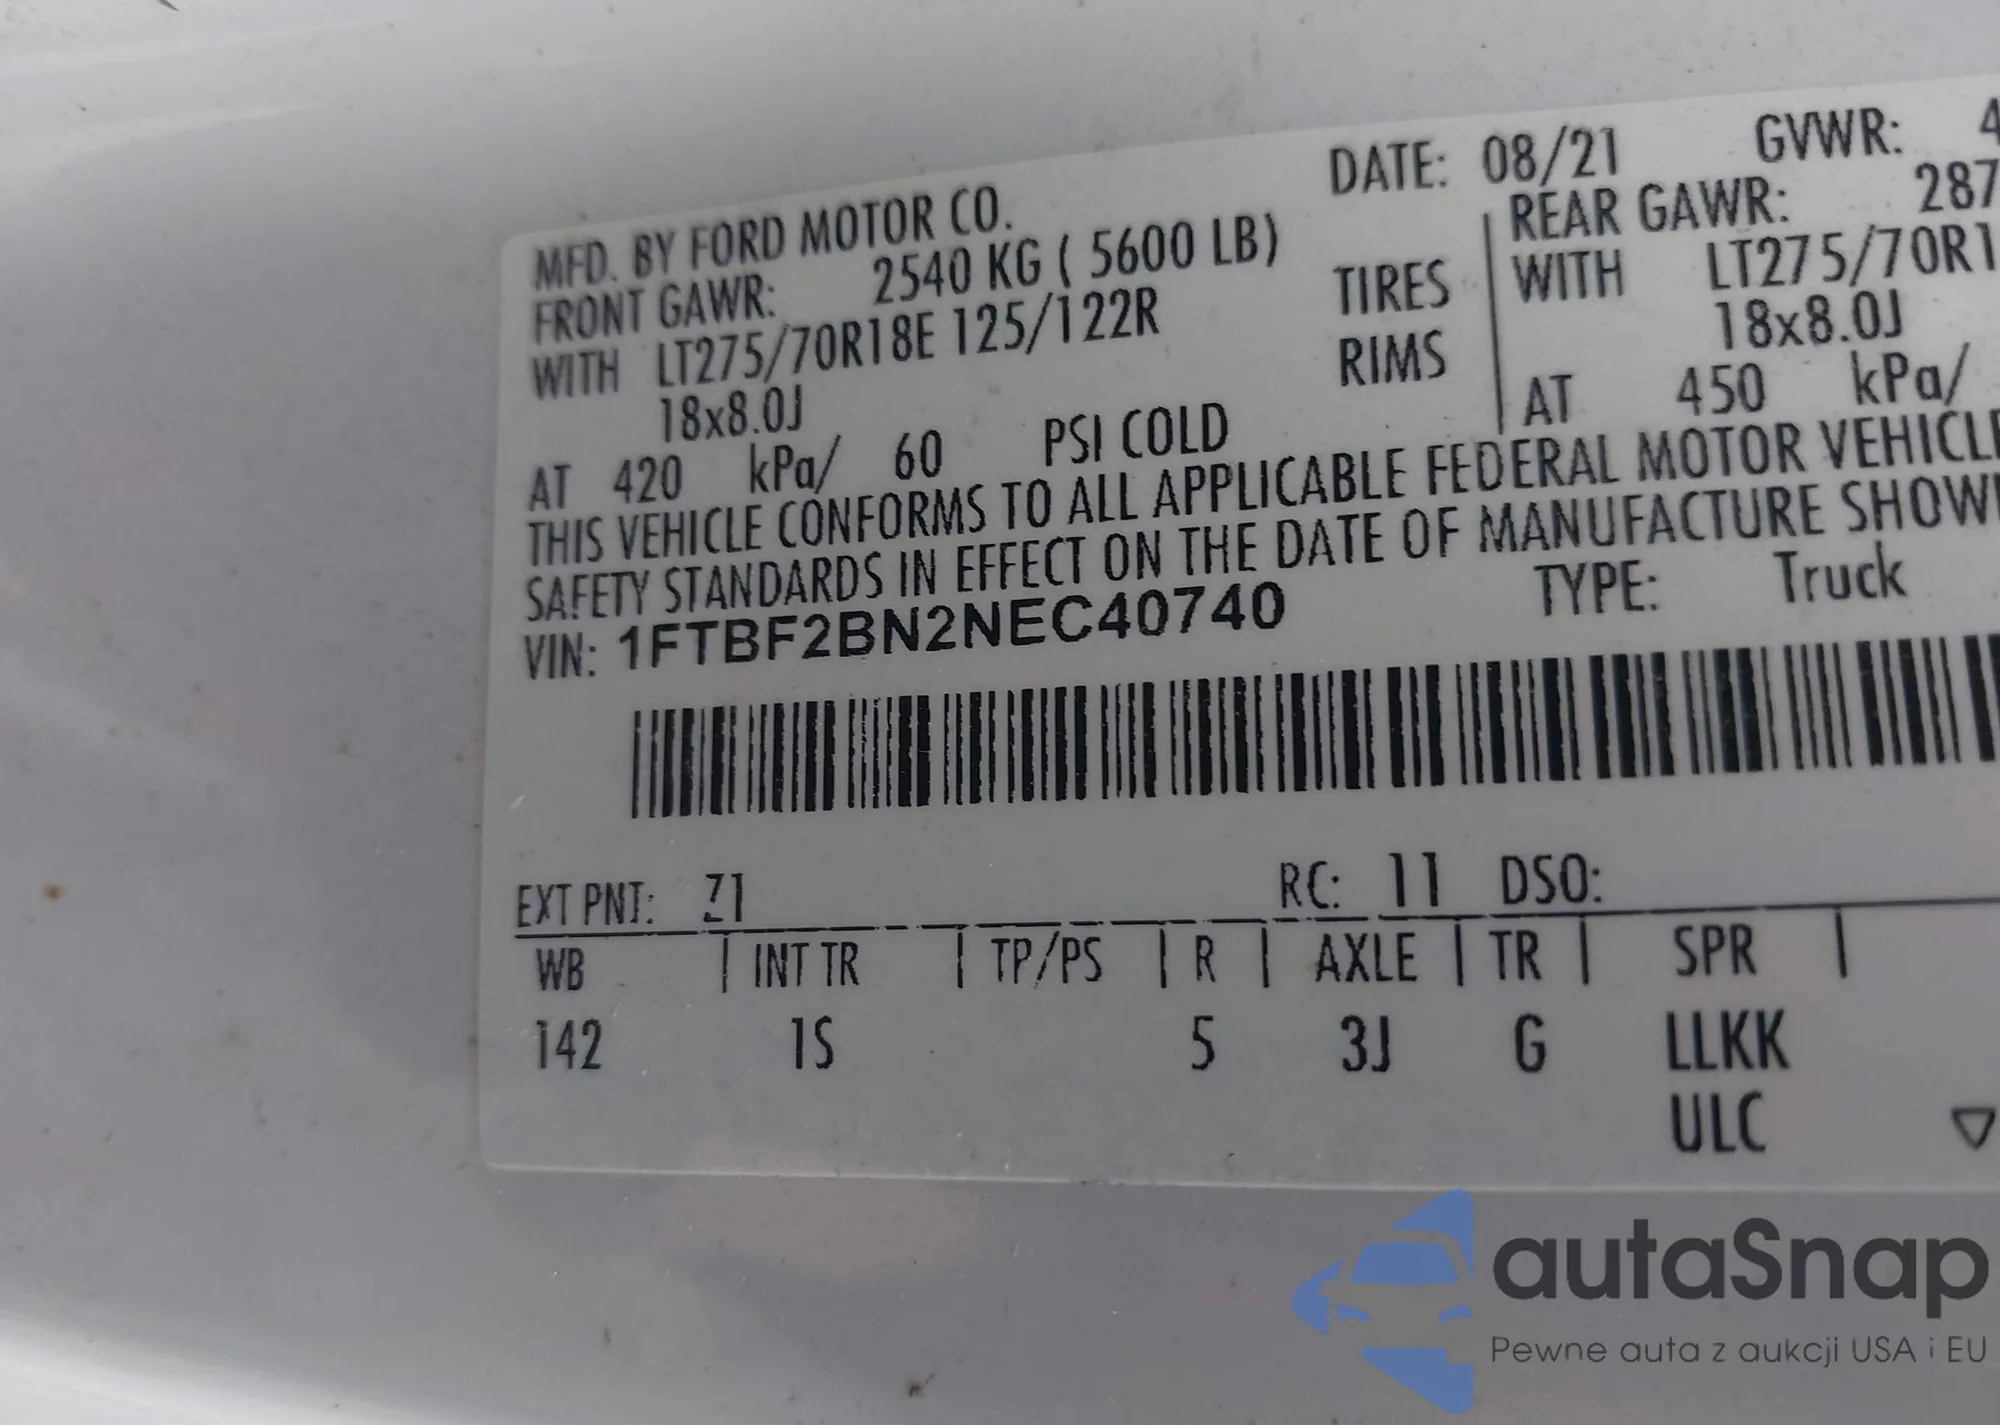 MFD. BY FORD MOTOR CO.
DATE: 08/21 GVWR: 4
FRONT GAWR: 2540 KG ( 5600 LB)
REAR GAWR: 287
WITH LT275/70R18E 125/122R
TIRES
WITH LT275/70R1
18x8.0J
RIMS
18x8.0J
AT 420 kPa/ 60 PSI COLD
AT 450 kPa/
THIS VEHICLE CONFORMS TO ALL APPLICABLE FEDERAL MOTOR VEHICLE
SAFETY STANDARDS IN EFFECT ON THE DATE OF MANUFACTURE SHOWN
VIN: 1FTBF2BN2NEC40740
TYPE: Truck
EXT PNT: Z1 RC: 11 DSO:
WB | INT TR | TP/PS | R | AXLE | TR | SPR |
142 1S 5 3J G LLKK
ULC
autaSnap
Pewne auta z aukcji USA i EU